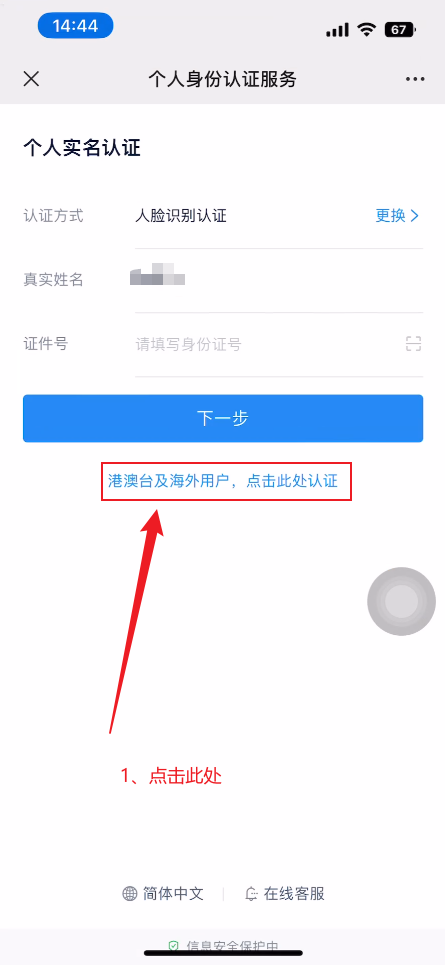 14:44
67
个人身份认证服务
个人实名认证
认证方式 人脸识别认证 更换
真实姓名
证件号 请填写身份证号
下一步
港澳台及海外用户，点击此处认证
1、点击此处
简体中文 在线客服
信息安全保护中